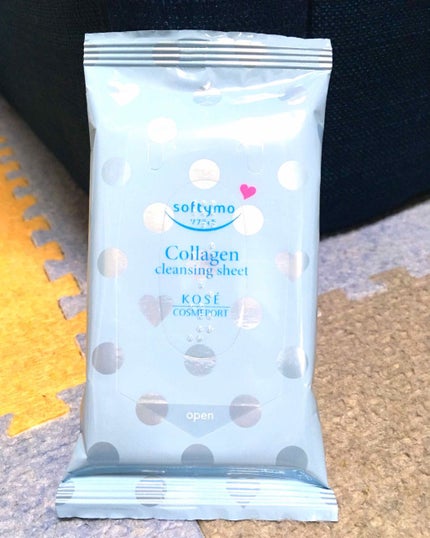 softymo
ソフティモ
Collagen
cleansing sheet
KOSÉ
COSMEPORT
open